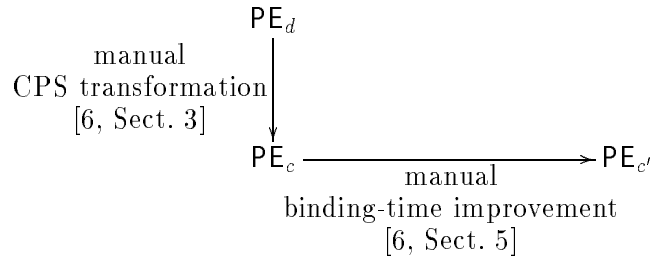 PE_d
manual
CPS transformation
[6, Sect. 3]
PE_c PE_c'
manual
binding-time improvement
[6, Sect. 5]